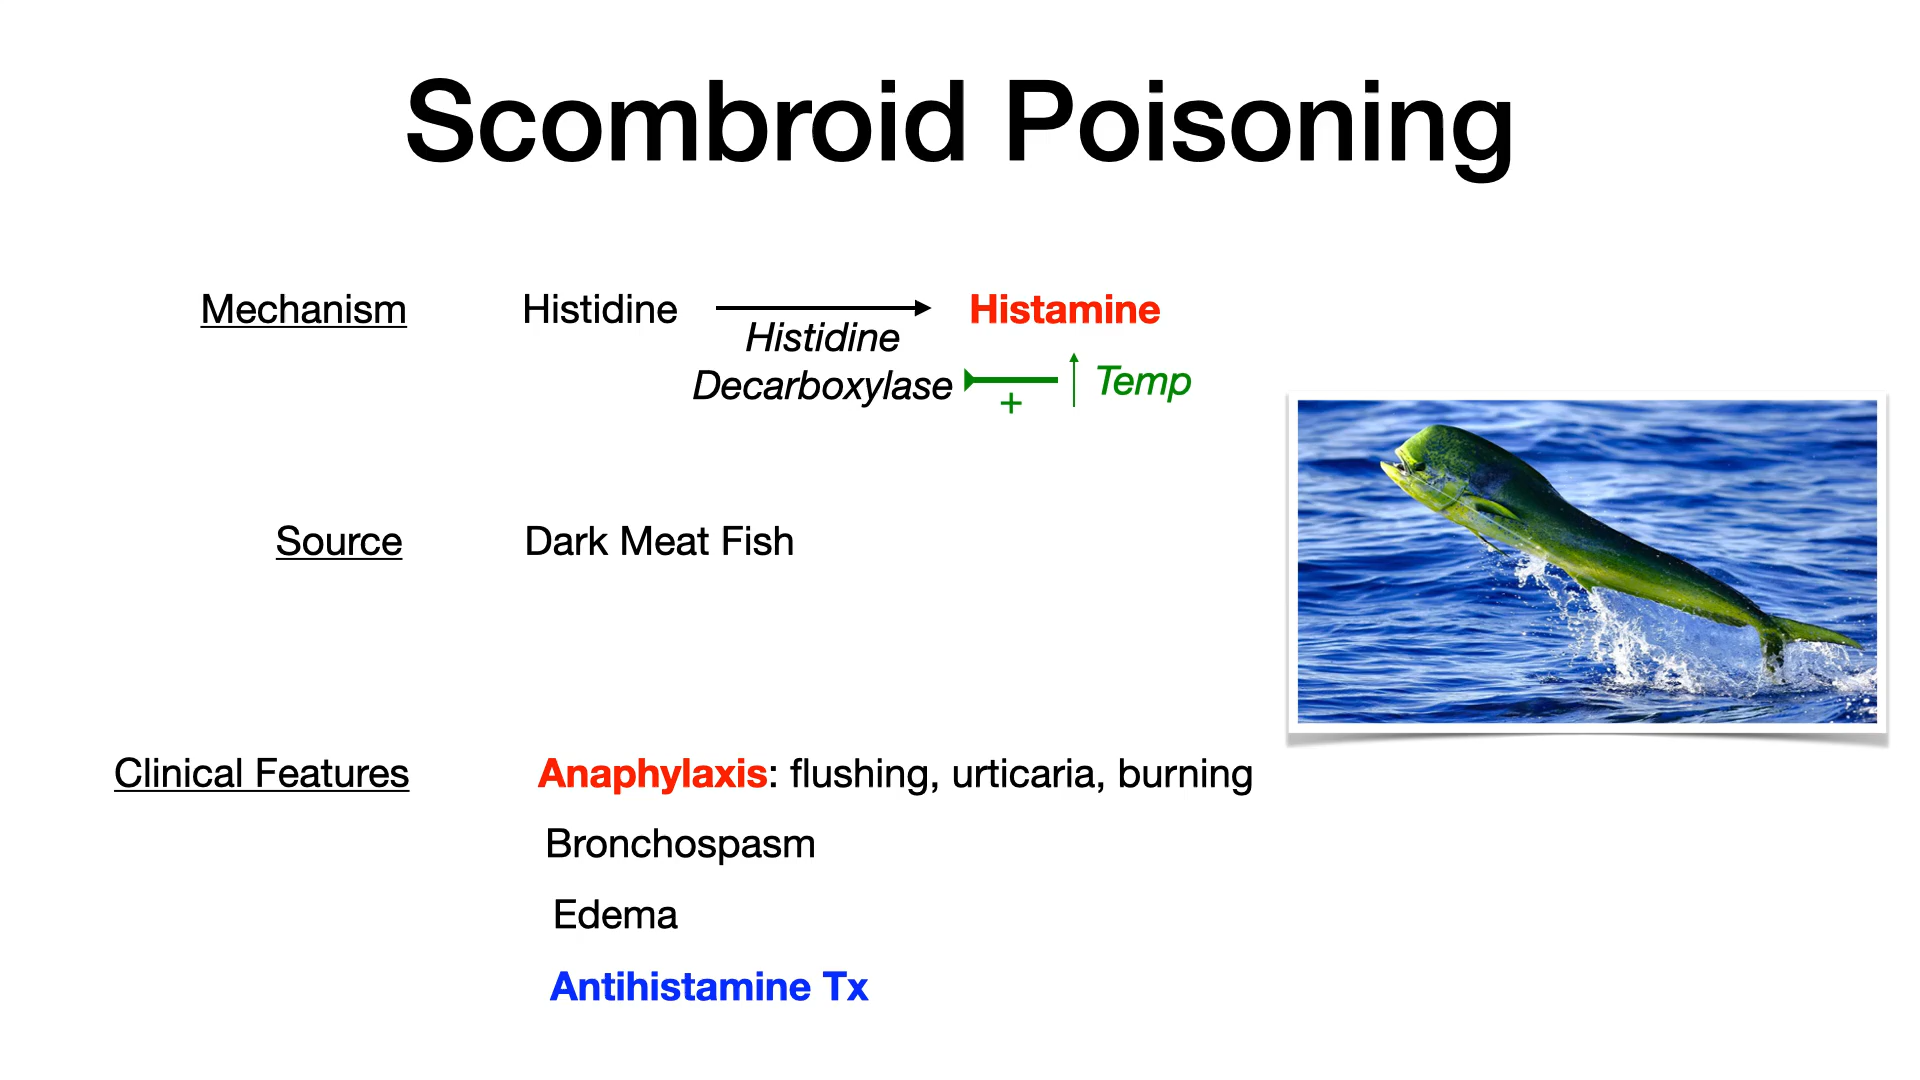 Scombroid Poisoning
Mechanism
Histidine
Histamine
Histidine
Decarboxylase
+
Temp
Source
Dark Meat Fish
Clinical Features
Anaphylaxis: flushing, urticaria, burning
Bronchospasm
Edema
Antihistamine Tx